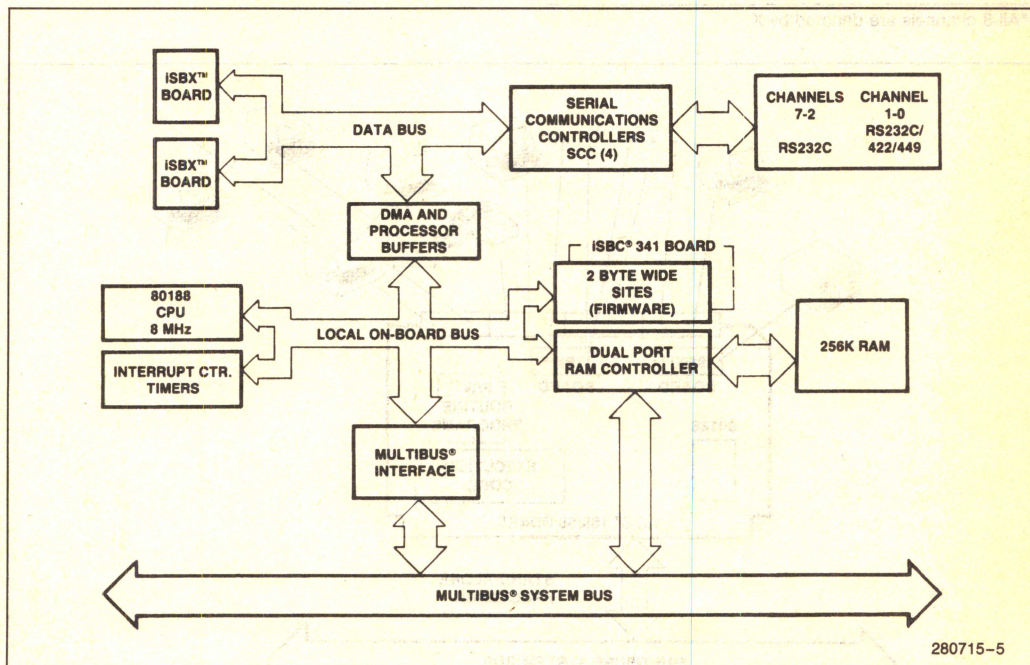 iSBX™
BOARD
iSBX™
BOARD
DATA BUS
SERIAL
COMMUNICATIONS
CONTROLLERS
SCC (4)
CHANNELS
7-2
RS232C
CHANNEL
1-0
RS232C/
422/449
DMA AND
PROCESSOR
BUFFERS
iSBC® 341 BOARD
2 BYTE WIDE
SITES
(FIRMWARE)
80188
CPU
8 MHz
LOCAL ON-BOARD BUS
INTERRUPT CTR.
TIMERS
DUAL PORT
RAM CONTROLLER
256K RAM
MULTIBUS®
INTERFACE
MULTIBUS® SYSTEM BUS
280715–5